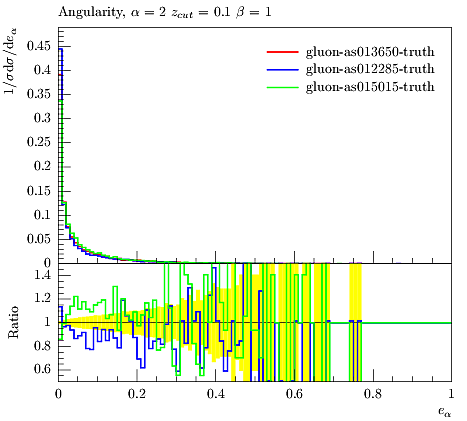 Angularity, α = 2 z_cut = 0.1 β = 1
1/σ dσ/de_α
gluon-as013650-truth
gluon-as012285-truth
gluon-as015015-truth
0.45
0.4
0.35
0.3
0.25
0.2
0.15
0.1
0.05
0
Ratio
1.4
1.2
1
0.8
0.6
0 0.2 0.4 0.6 0.8 1
e_α